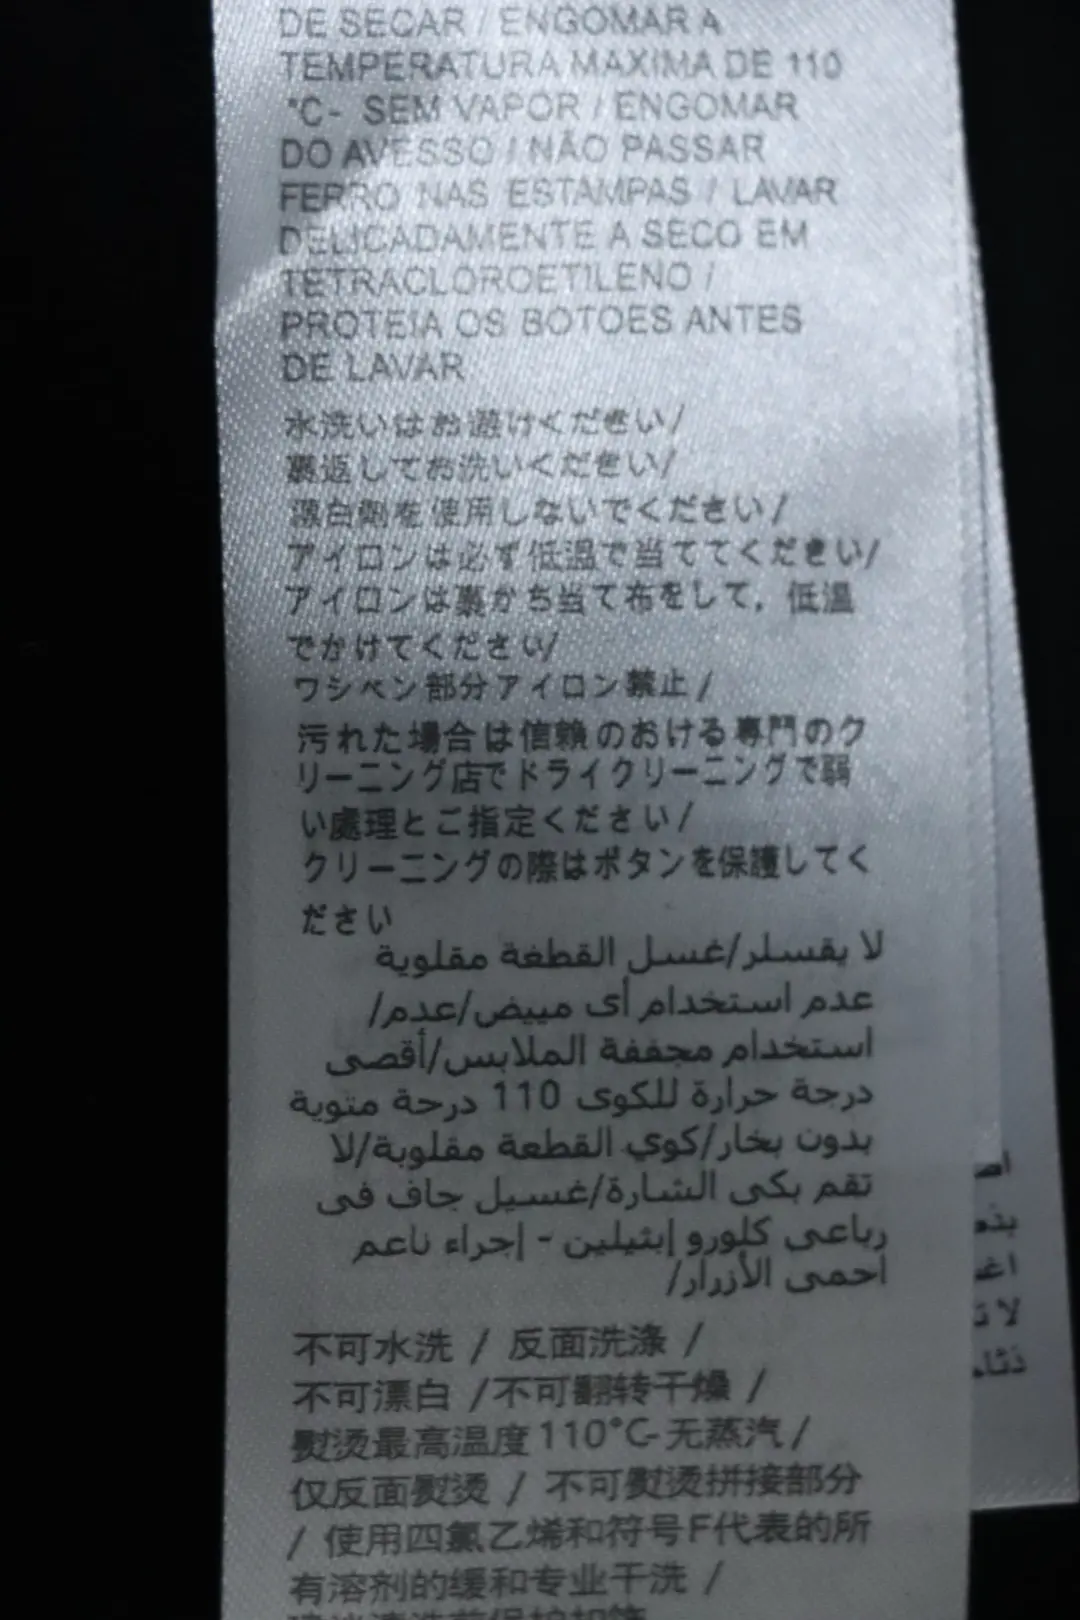 DE SECAR / ENGOMAR A
TEMPERATURA MAXIMA DE 110
°C- SEM VAPOR / ENGOMAR
DO AVESSO / NÃO PASSAR
FERRO NAS ESTAMPAS / LAVAR
DELICADAMENTE A SECO EM
TETRACLOROETILENO /
PROTEIA OS BOTOES ANTES
DE LAVAR
水洗いはお避けください/
裏返してお洗いください/
漂白剤を使用しないでください/
アイロンは必ず低温で当ててください/
アイロンは裏から当て布をして, 低温
でかけてください/
ワシペン部分アイロン禁止/
汚れた場合は信頼のおける専門のク
リーニング店でドライクリーニングで弱
い處理とご指定ください/
クリーニングの際はボタンを保護してく
ださい
لا يقسلر/غسل القطغة مقلوية
عدم استخدام أى مييض/عدم/
استخدام مجففة الملابس/أقصى
درجة حرارة للكوى 110 درحة متوية
بدون بخار/كوي القطعة مقلوبة/لا
تقم بكى الشارة/غسيل جاف فى
رباعى كلورو إيثيلين - إجراء ناعم
احمى الأزرار/
不可水洗 / 反面洗涤 /
不可漂白 /不可翻转干燥 /
熨烫最高温度110°C-无蒸汽/
仅反面熨烫 / 不可熨烫拼接部分
/ 使用四氯乙烯和符号F代表的所
有溶剂的缓和专业干洗 /